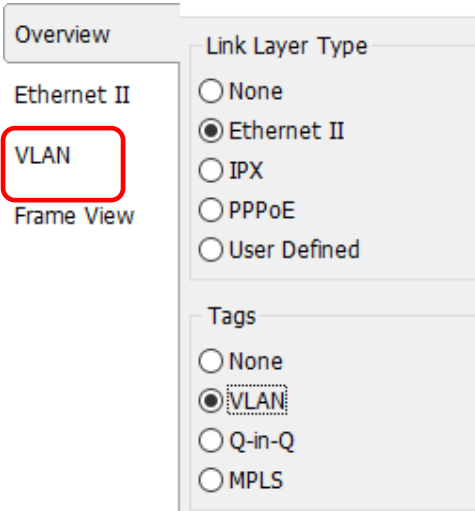 Overview
Ethernet II
VLAN
Frame View
Link Layer Type
None
Ethernet II
IPX
PPPoE
User Defined
Tags
None
VLAN
Q-in-Q
MPLS